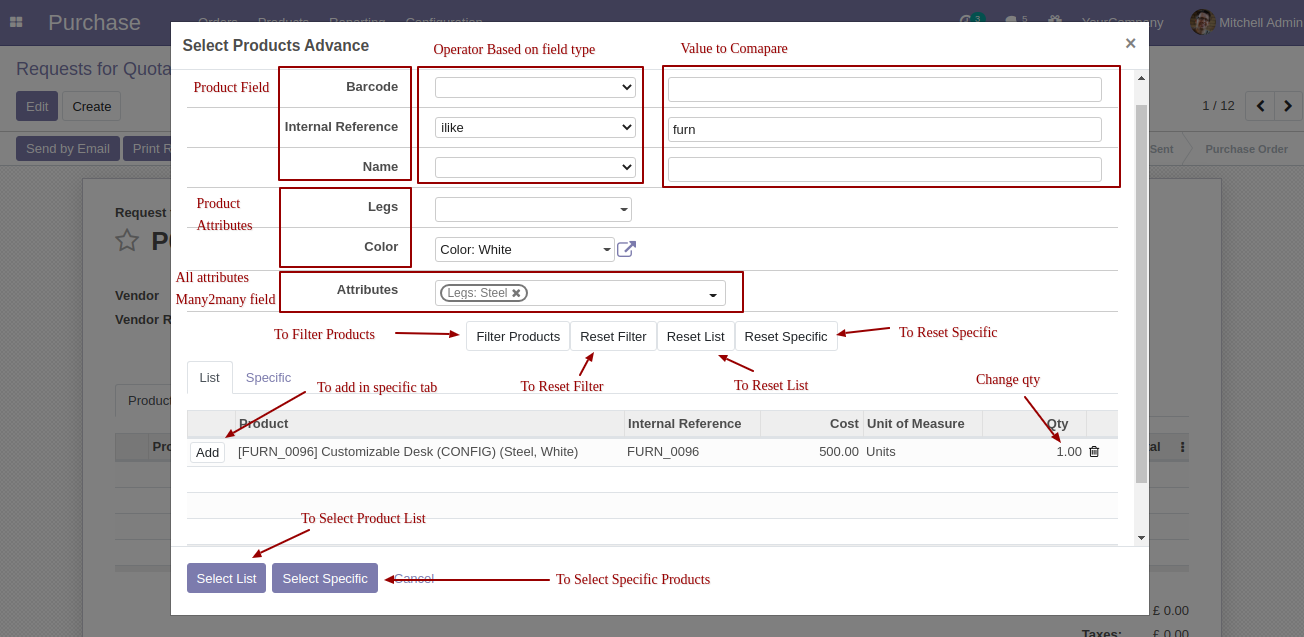 Purchase
Orders Products Reporting Configuration
3
5
YourCompany
Mitchell Admin
Requests for Quota
Edit
Create
1 / 12
Send by Email
Print R
Sent
Purchase Order
Request
Vendor
Vendor R
Product
£ 0.00
Taxes:
£ 0.00
Select Products Advance
×
Operator Based on field type
Value to Comapare
Product Field
Barcode
Internal Reference
ilike
furn
Name
Product
Attributes
Legs
Color
Color: White
All attributes
Many2many field
Attributes
Legs: Steel
To Filter Products
Filter Products
Reset Filter
Reset List
Reset Specific
To Reset Specific
To Reset Filter
To Reset List
Change qty
List
Specific
To add in specific tab
Product
Internal Reference
Cost
Unit of Measure
Qty
Add
[FURN_0096] Customizable Desk (CONFIG) (Steel, White)
FURN_0096
500.00
Units
1.00
To Select Product List
Select List
Select Specific
Cancel
To Select Specific Products